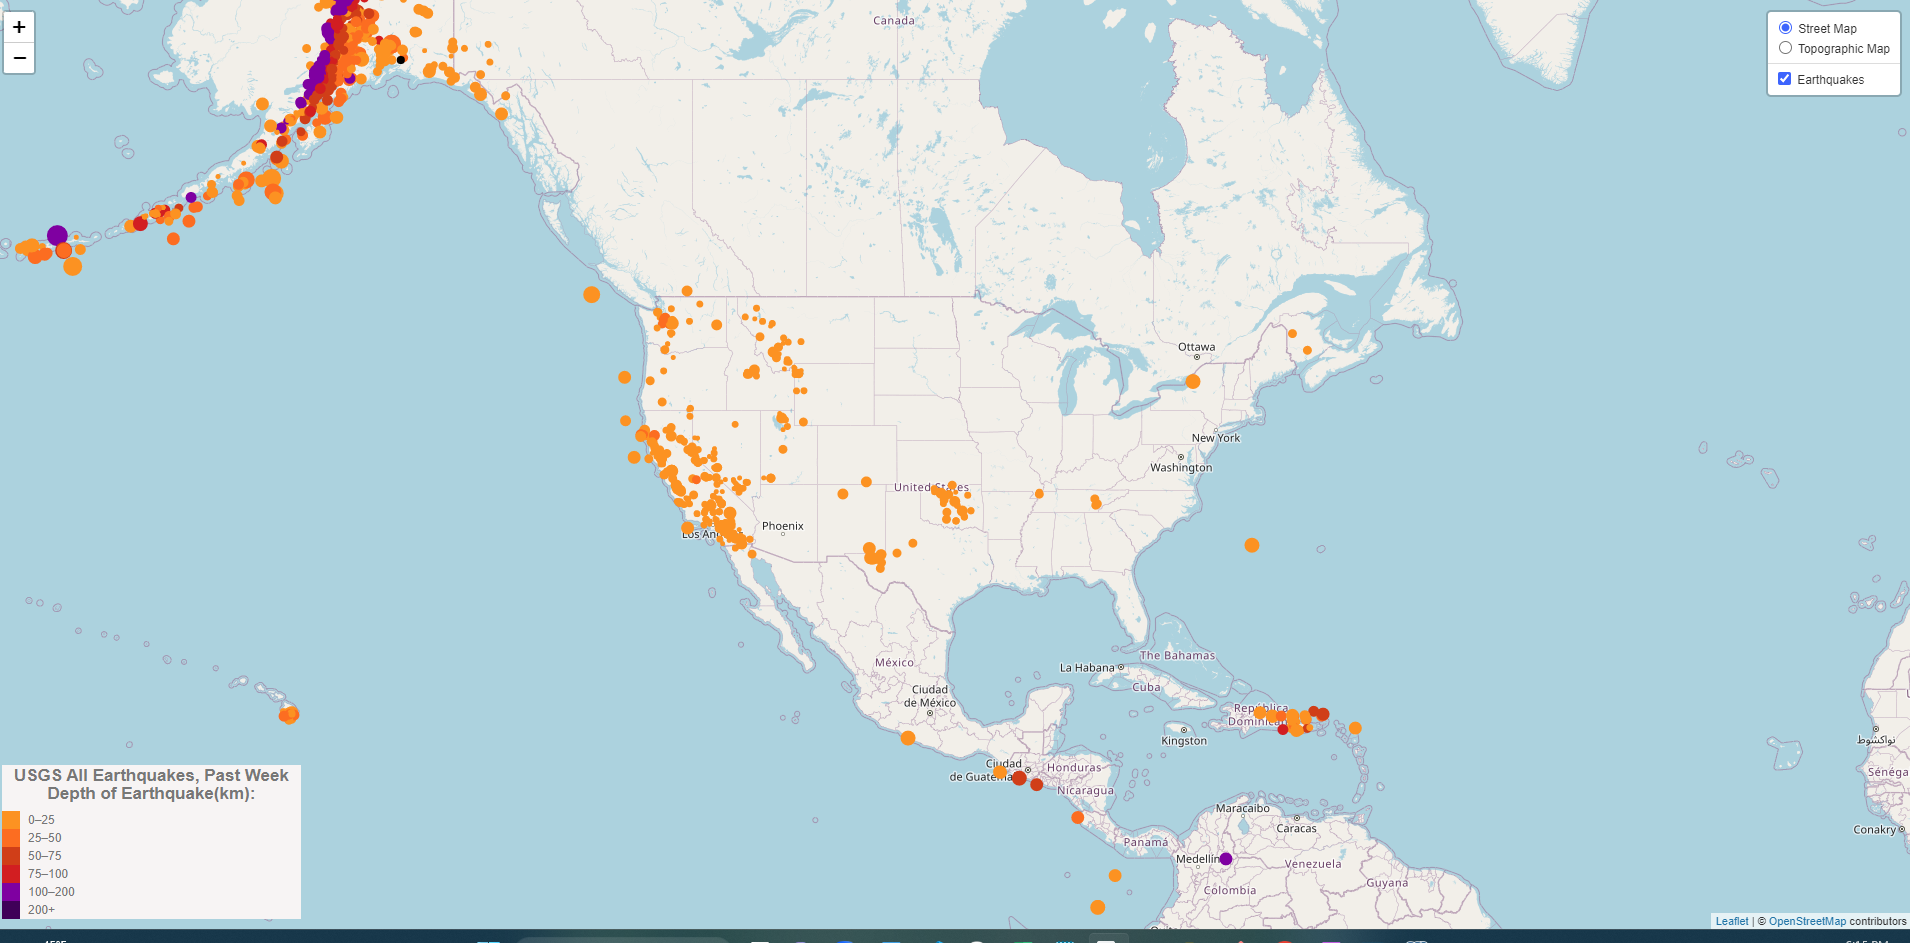 +
−
Canada
Street Map
Topographic Map
Earthquakes
Ottawa
New York
Washington
United States
Phoenix
Los Ang
México
Ciudad
de México
La Habana
The Bahamas
Cuba
República
Dominicana
Kingston
Ciudad
de Guatemala
Honduras
Nicaragua
Maracaibo
Caracas
Panamá
Medellín
Venezuela
Colombia
Guyana
نواكشوط
Sénéga
Conakry
USGS All Earthquakes, Past Week
Depth of Earthquake(km):
0–25
25–50
50–75
75–100
100–200
200+
Leaflet | © OpenStreetMap contributors